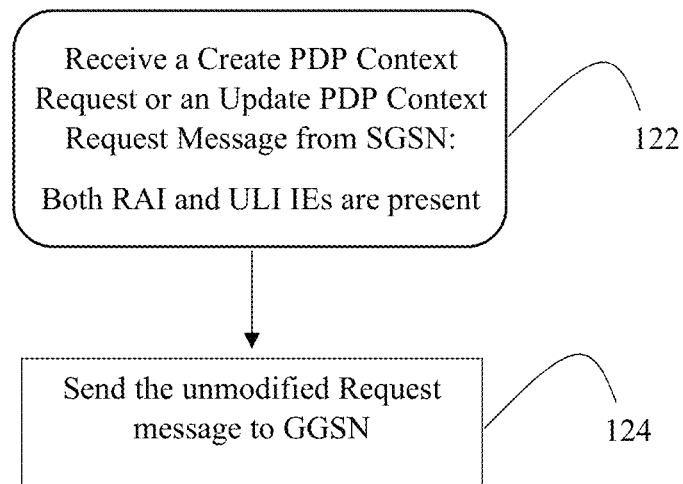 Receive a Create PDP Context
Request or an Update PDP Context
Request Message from SGSN:
Both RAI and ULI IEs are present
122
Send the unmodified Request
message to GGSN
124